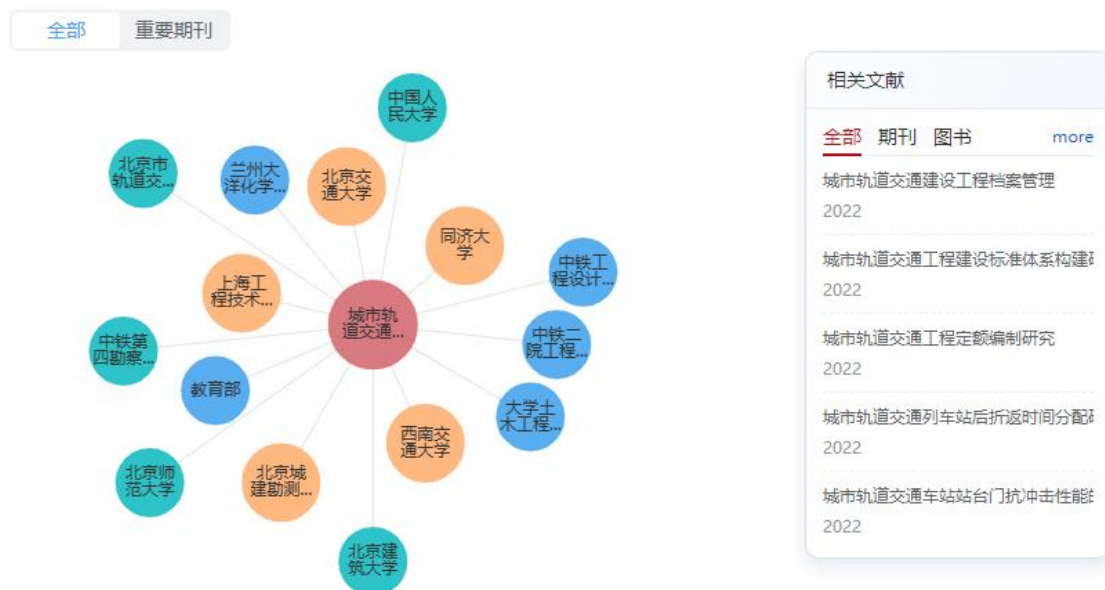 全部 重要期刊
中国人
民大学
北京市
轨道交...
兰州大
洋化学...
北京交
通大学
同济大
学
中铁工
程设计...
上海工
程技术...
城市轨
道交通
...
中铁二
院工程...
中铁第
四勘察...
教育部
大学土
木工程...
西南交
通大学
北京师
范大学
北京城
建勘测...
北京建
筑大学
相关文献
全部 期刊 图书 more
城市轨道交通建设工程档案管理
2022
城市轨道交通工程建设标准体系构建
2022
城市轨道交通工程定额编制研究
2022
城市轨道交通列车站后折返时间分配
2022
城市轨道交通车站站台门抗冲击性能
2022